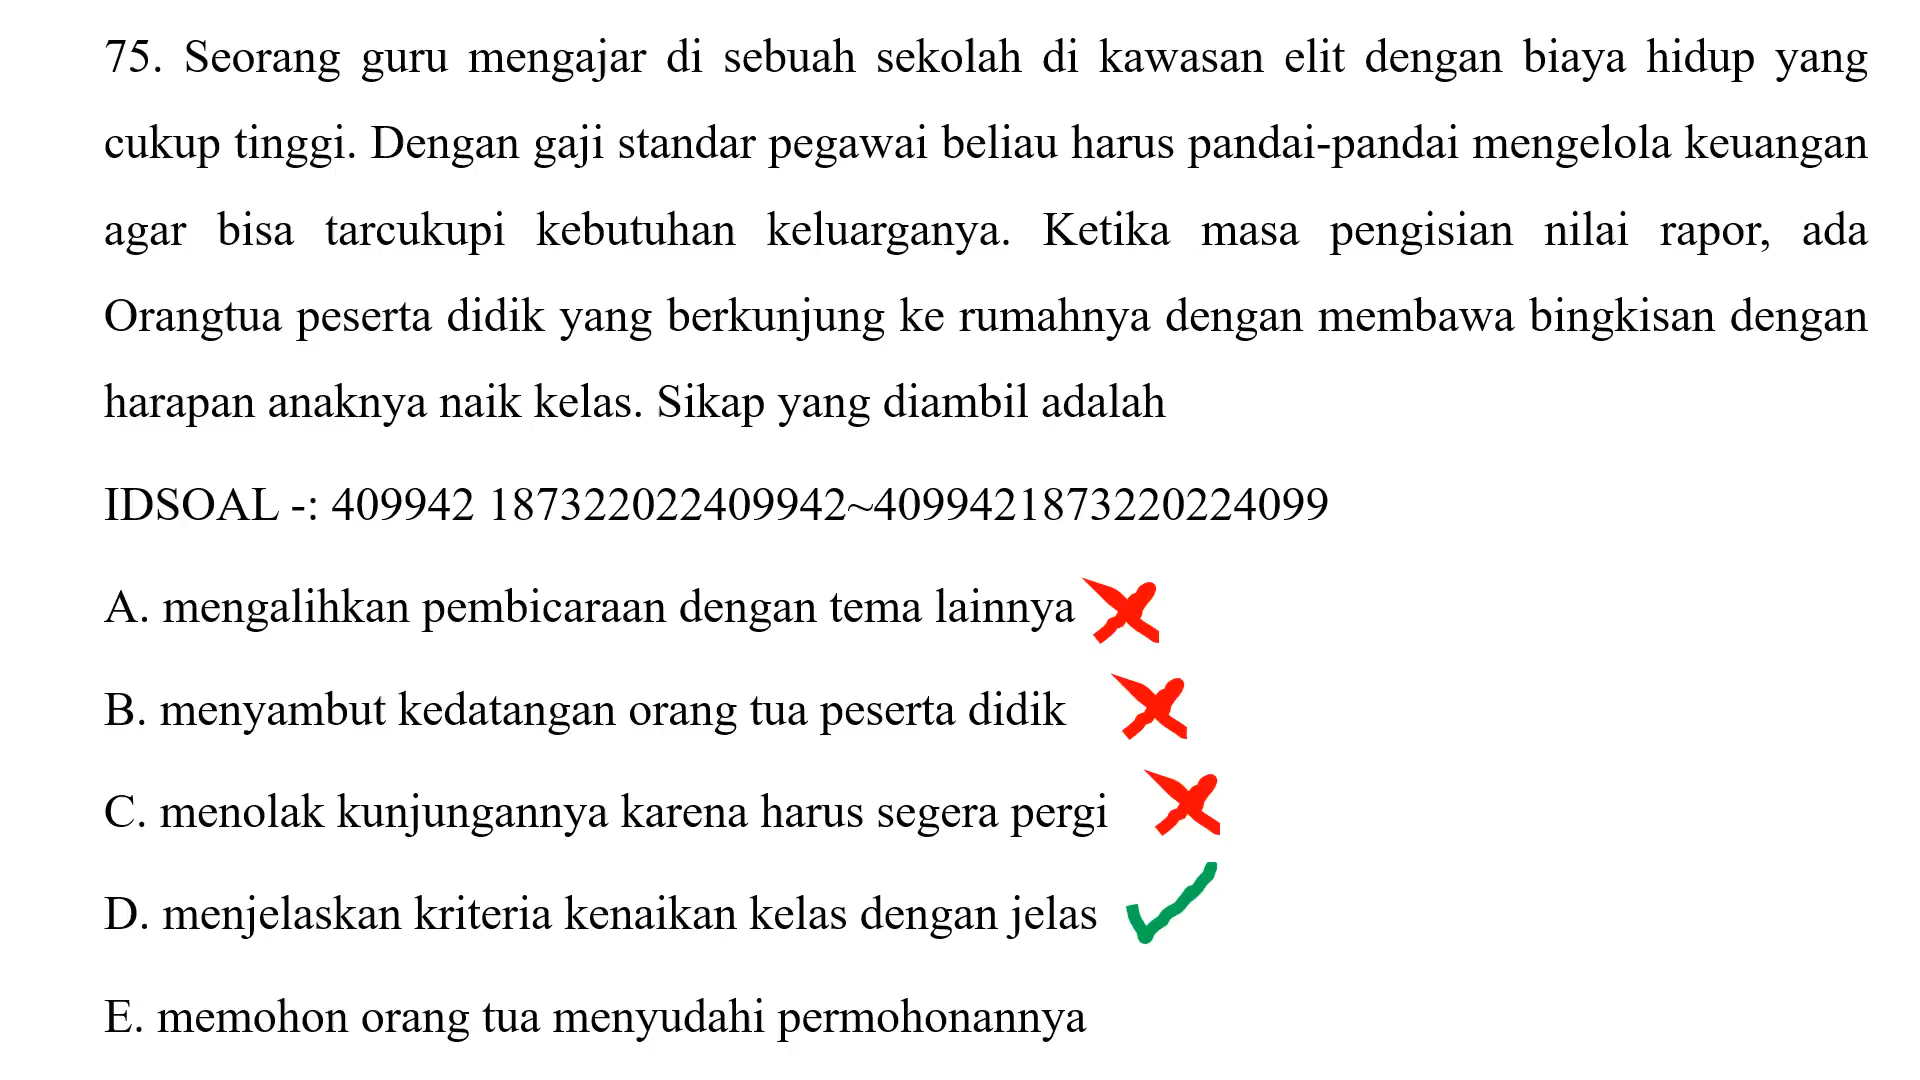 75. Seorang guru mengajar di sebuah sekolah di kawasan elit dengan biaya hidup yang
cukup tinggi. Dengan gaji standar pegawai beliau harus pandai-pandai mengelola keuangan
agar bisa tarcukupi kebutuhan keluarganya. Ketika masa pengisian nilai rapor, ada
Orangtua peserta didik yang berkunjung ke rumahnya dengan membawa bingkisan dengan
harapan anaknya naik kelas. Sikap yang diambil adalah
IDSOAL -: 409942 187322022409942~4099421873220224099
A. mengalihkan pembicaraan dengan tema lainnya
B. menyambut kedatangan orang tua peserta didik
C. menolak kunjungannya karena harus segera pergi
D. menjelaskan kriteria kenaikan kelas dengan jelas
E. memohon orang tua menyudahi permohonannya